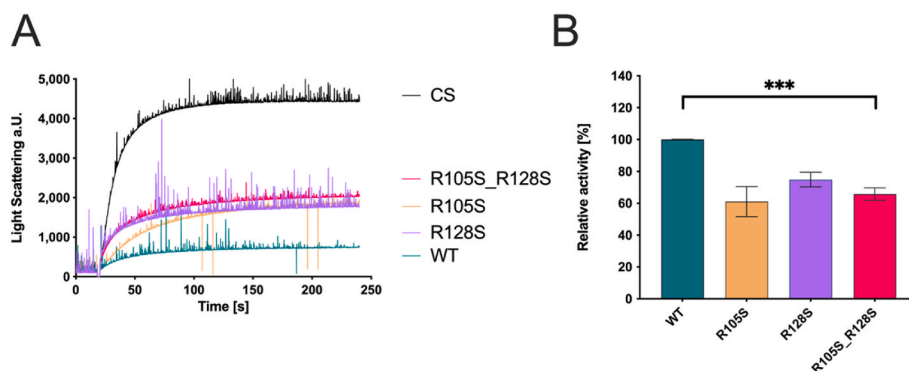 A
Light Scattering a.U.
5,000
4,000
3,000
2,000
1,000
0
0
50
100
150
200
250
Time [s]
CS
R105S_R128S
R105S
R128S
WT
B
Relative activity [%]
140
120
100
80
60
40
20
0
***
WT
R105S
R128S
R105S_R128S